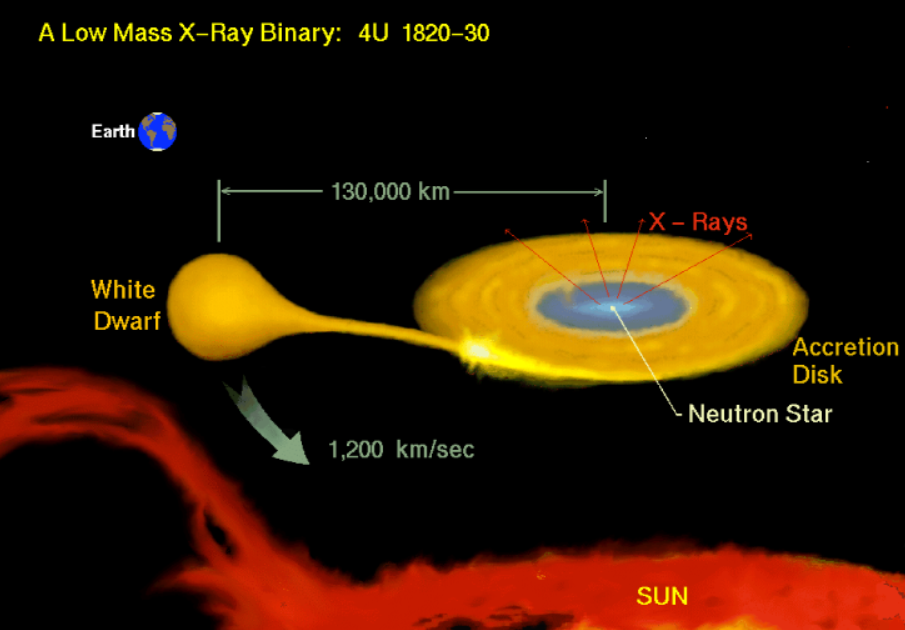 A Low Mass X–Ray Binary: 4U 1820–30
Earth
130,000 km
X – Rays
White
Dwarf
Accretion
Disk
Neutron Star
1,200 km/sec
SUN